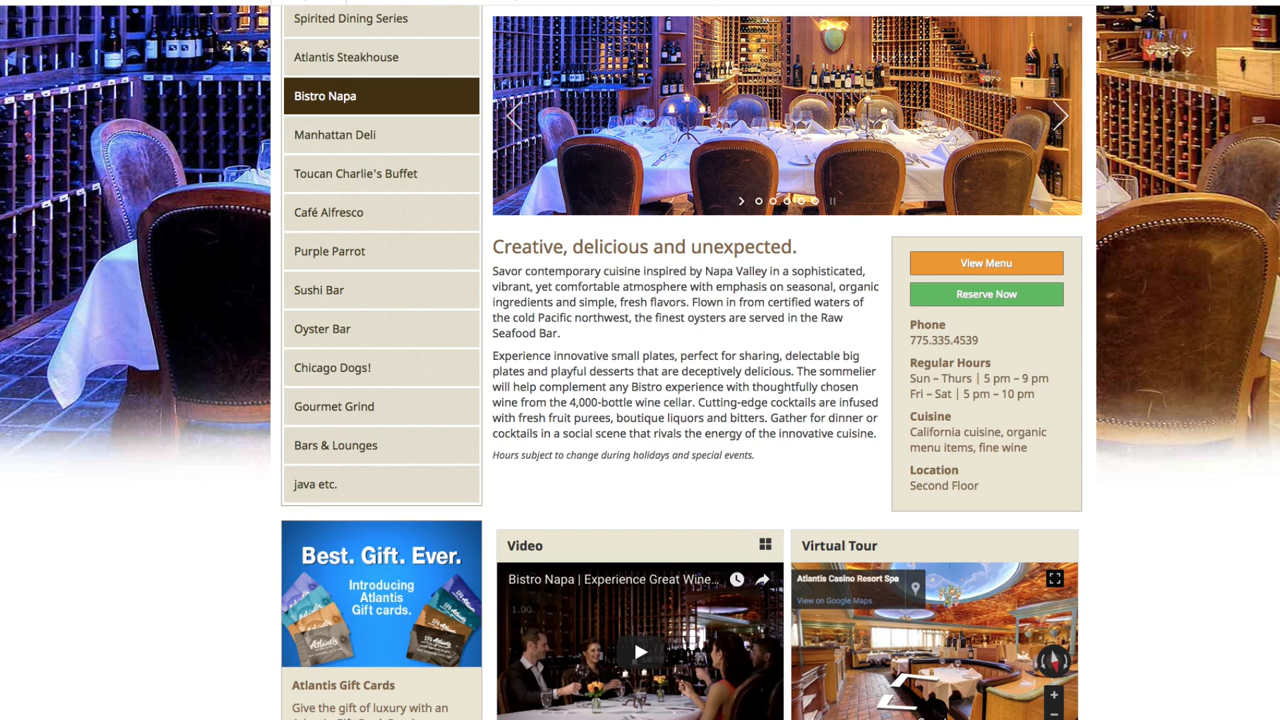 Spirited Dining Series
Atlantis Steakhouse
Bistro Napa
Manhattan Deli
Toucan Charlie's Buffet
Café Alfresco
Purple Parrot
Sushi Bar
Oyster Bar
Chicago Dogs!
Gourmet Grind
Bars & Lounges
java etc.
Best. Gift. Ever.
Introducing
Atlantis
Gift cards.
Atlantis
Atlantis Gift Cards
Give the gift of luxury with an
Creative, delicious and unexpected.
Savor contemporary cuisine inspired by Napa Valley in a sophisticated,
vibrant, yet comfortable atmosphere with emphasis on seasonal, organic
ingredients and simple, fresh flavors. Flown in from certified waters of
the cold Pacific northwest, the finest oysters are served in the Raw
Seafood Bar.
Experience innovative small plates, perfect for sharing, delectable big
plates and playful desserts that are deceptively delicious. The sommelier
will help complement any Bistro experience with thoughtfully chosen
wine from the 4,000-bottle wine cellar. Cutting-edge cocktails are infused
with fresh fruit purees, boutique liquors and bitters. Gather for dinner or
cocktails in a social scene that rivals the energy of the innovative cuisine.
Hours subject to change during holidays and special events.
View Menu
Reserve Now
Phone
775.335.4539
Regular Hours
Sun – Thurs | 5 pm – 9 pm
Fri – Sat | 5 pm – 10 pm
Cuisine
California cuisine, organic
menu items, fine wine
Location
Second Floor
Video
Bistro Napa | Experience Great Wine...
1.00
Virtual Tour
Atlantis Casino Resort Spa
View on Google Maps